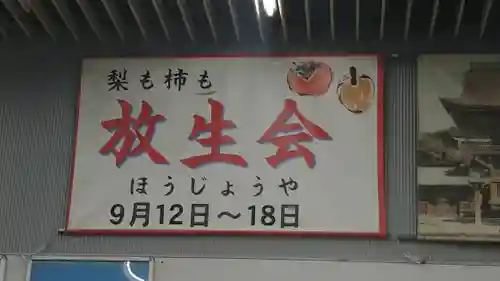 梨も柿も
放生会
ほうじょうや
9月12日～18日